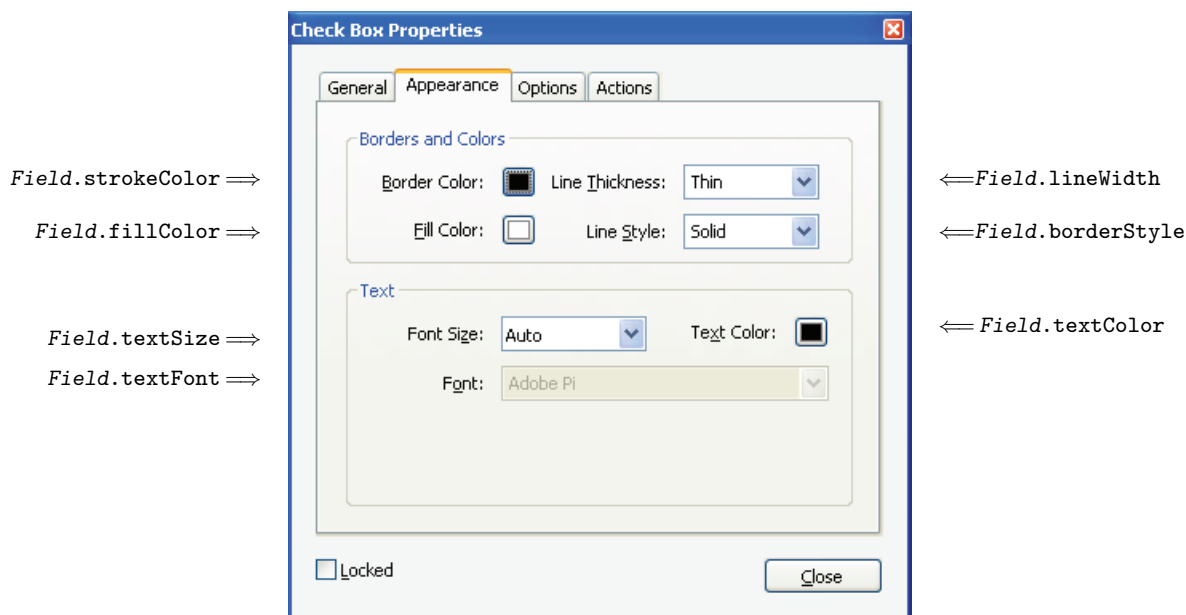 Check Box Properties
General Appearance Options Actions
Borders and Colors
Field.strokeColor⟹ Border Color: Line Thickness: Thin ⟸Field.lineWidth
Field.fillColor⟹ Fill Color: Line Style: Solid ⟸Field.borderStyle
Text
Field.textSize⟹ Font Size: Auto Text Color: ⟸Field.textColor
Field.textFont⟹ Font: Adobe Pi
Locked Close